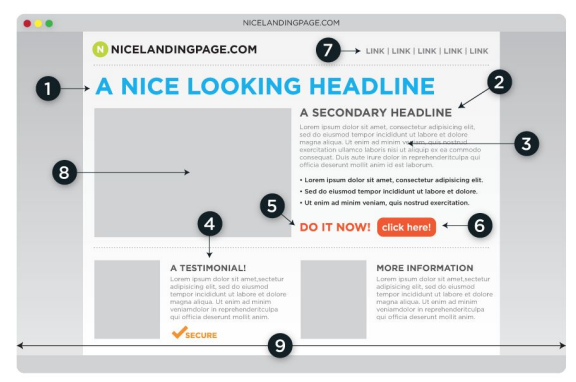 NICELANDINGPAGE.COM
N NICELANDINGPAGE.COM
7
LINK | LINK | LINK | LINK | LINK
1
A NICE LOOKING HEADLINE
2
A SECONDARY HEADLINE
Lorem ipsum dolor sit amet, consectetur adipisicing elit.
tempor incididunt ut labore et dolore
magna aliqua. Ut enim ad minim veniam, quis nostrud
exercitation ullamco laboris nisi ut aliquip ex ea commodo
consequat. Duis aute irure dolor in reprehenderitculpa
qui officia deserunt mollit anim id est laborum.
3
• Lorem ipsum dolor sit amet, consectetur adipisicing elit.
• Sed do eiusmod tempor incididunt ut labore et dolore.
• Ut enim ad minim veniam, quis nostrud exercitation.
8
5
DO IT NOW!
click here!
6
4
A TESTIMONIAL!
Lorem ipsum dolor sit amet,sectetur
adipisicing elit, sed do eiusmod
tempor incididunt ut labore et dolore
magna aliqua. Ut enim ad minim
veniamdolor in reprehenderitculpa
qui officia deserunt mollit anim.
SECURE
MORE INFORMATION
Lorem ipsum dolor sit amet,sectetur
adipisicing elit, sed do eiusmod
tempor incididunt ut labore et dolore
magna aliqua. Ut enim ad minim
veniamdolor in reprehenderitculpa
qui officia deserunt mollit anim.
9